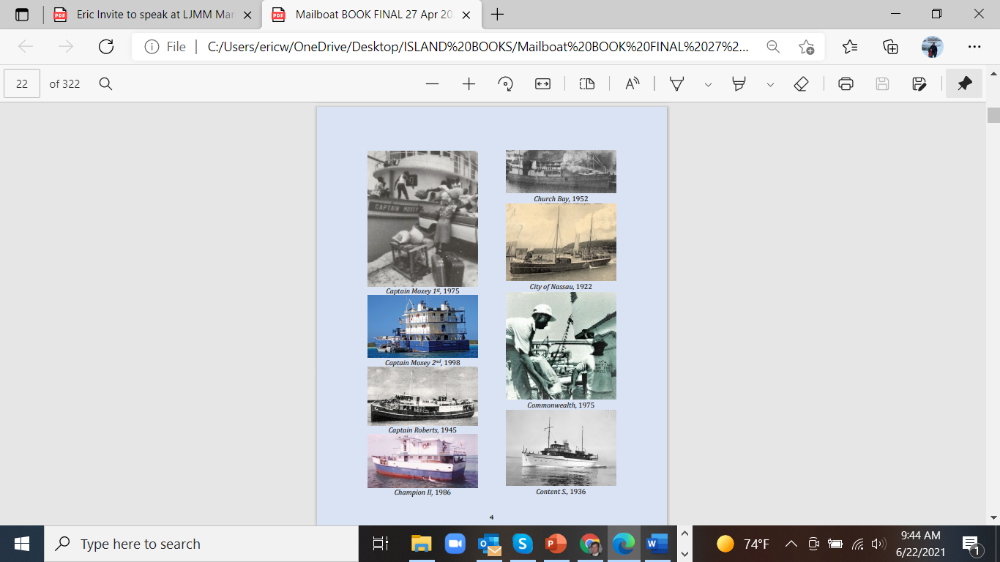 Eric Invite to speak at LJMM Mar
Mailboat BOOK FINAL 27 Apr 20
File
C:/Users/ericw/OneDrive/Desktop/ISLAND%20BOOKS/Mailboat%20BOOK%20FINAL%2027%2...
22
of 322
CAPTAIN MOXEY
Captain Moxey 1st, 1975
Captain Moxey 2nd, 1998
Captain Roberts, 1945
Champion II, 1986
Church Bay, 1952
City of Nassau, 1922
Commonwealth, 1975
Content S., 1936
4
Type here to search
74°F
9:44 AM
6/22/2021
1